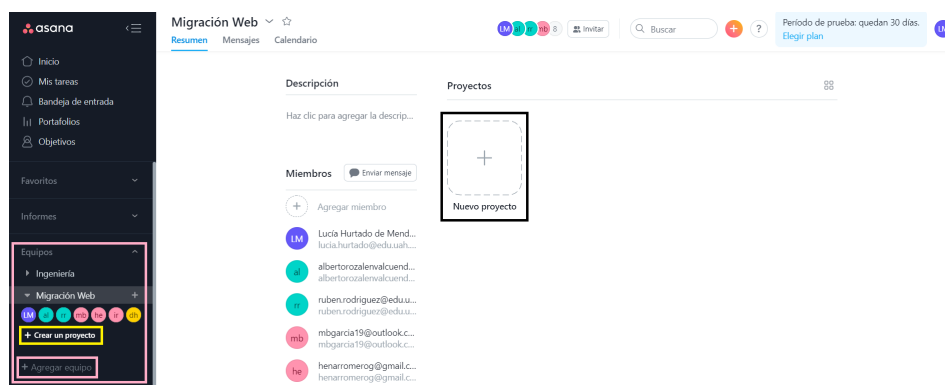 asana
Inicio
Mis tareas
Bandeja de entrada
Portafolios
Objetivos
Favoritos
Informes
Equipos
Ingeniería
Migración Web +
LM al rr mb he ir dh
+ Crear un proyecto
+ Agregar equipo
Migración Web
Resumen Mensajes Calendario
LM al rr mb 8 Invitar
Buscar
+ ?
Período de prueba: quedan 30 días.
Elegir plan
LM
Descripción
Haz clic para agregar la descrip...
Miembros Enviar mensaje
+ Agregar miembro
LM Lucía Hurtado de Mend...
lucia.hurtado@edu.uah....
al albertorozalenvalcuend...
albertorozalenvalcuend...
rr ruben.rodriguez@edu.u...
ruben.rodriguez@edu.u...
mb mbgarcia19@outlook.c...
mbgarcia19@outlook.c...
he henarromerog@gmail.c...
henarromerog@gmail.c...
Proyectos
+
Nuevo proyecto